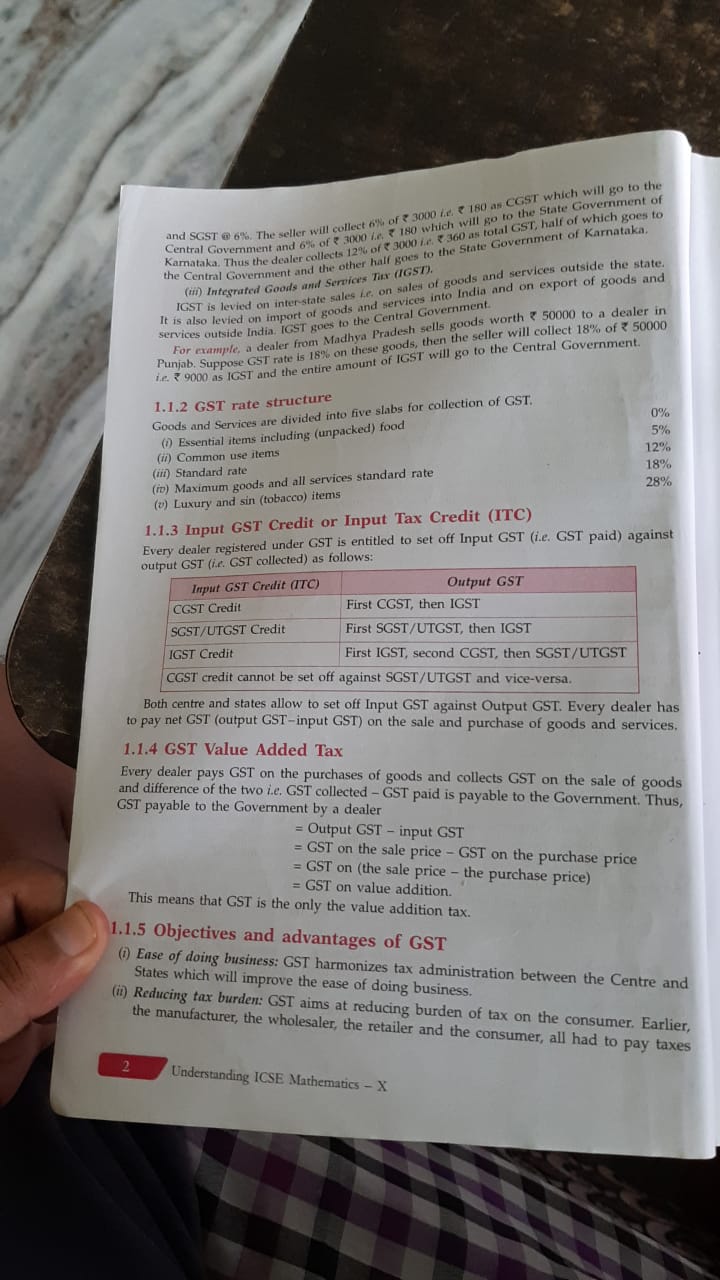 and SGST @ 6%. The seller will collect 6% of ₹ 3000 i.e. ₹ 180 as CGST which will go to the
Central Government and 6% of ₹ 3000 i.e. ₹ 180 which will go to the State Government of
Karnataka. Thus the dealer collects 12% of ₹ 3000 i.e. ₹ 360 as total GST, half of which goes to
the Central Government and the other half goes to the State Government of Karnataka.
(iii) Integrated Goods and Services Tax (IGST).
IGST is levied on inter-state sales i.e. on sales of goods and services outside the state.
It is also levied on import of goods and services into India and on export of goods and
services outside India. IGST goes to the Central Government.
For example, a dealer from Madhya Pradesh sells goods worth ₹ 50000 to a dealer in
Punjab. Suppose GST rate is 18% on these goods, then the seller will collect 18% of ₹ 50000
i.e. ₹ 9000 as IGST and the entire amount of IGST will go to the Central Government.
1.1.2 GST rate structure
Goods and Services are divided into five slabs for collection of GST.
(i) Essential items including (unpacked) food 0%
(ii) Common use items 5%
(iii) Standard rate 12%
(iv) Maximum goods and all services standard rate 18%
(v) Luxury and sin (tobacco) items 28%
1.1.3 Input GST Credit or Input Tax Credit (ITC)
Every dealer registered under GST is entitled to set off Input GST (i.e. GST paid) against
output GST (i.e. GST collected) as follows:
Input GST Credit (ITC) Output GST
CGST Credit First CGST, then IGST
SGST/UTGST Credit First SGST/UTGST, then IGST
IGST Credit First IGST, second CGST, then SGST/UTGST
CGST credit cannot be set off against SGST/UTGST and vice-versa.
Both centre and states allow to set off Input GST against Output GST. Every dealer has
to pay net GST (output GST–input GST) on the sale and purchase of goods and services.
1.1.4 GST Value Added Tax
Every dealer pays GST on the purchases of goods and collects GST on the sale of goods
and difference of the two i.e. GST collected – GST paid is payable to the Government. Thus,
GST payable to the Government by a dealer
= Output GST – input GST
= GST on the sale price – GST on the purchase price
= GST on (the sale price – the purchase price)
= GST on value addition.
This means that GST is the only the value addition tax.
1.1.5 Objectives and advantages of GST
(i) Ease of doing business: GST harmonizes tax administration between the Centre and
States which will improve the ease of doing business.
(ii) Reducing tax burden: GST aims at reducing burden of tax on the consumer. Earlier,
the manufacturer, the wholesaler, the retailer and the consumer, all had to pay taxes
2 Understanding ICSE Mathematics – X